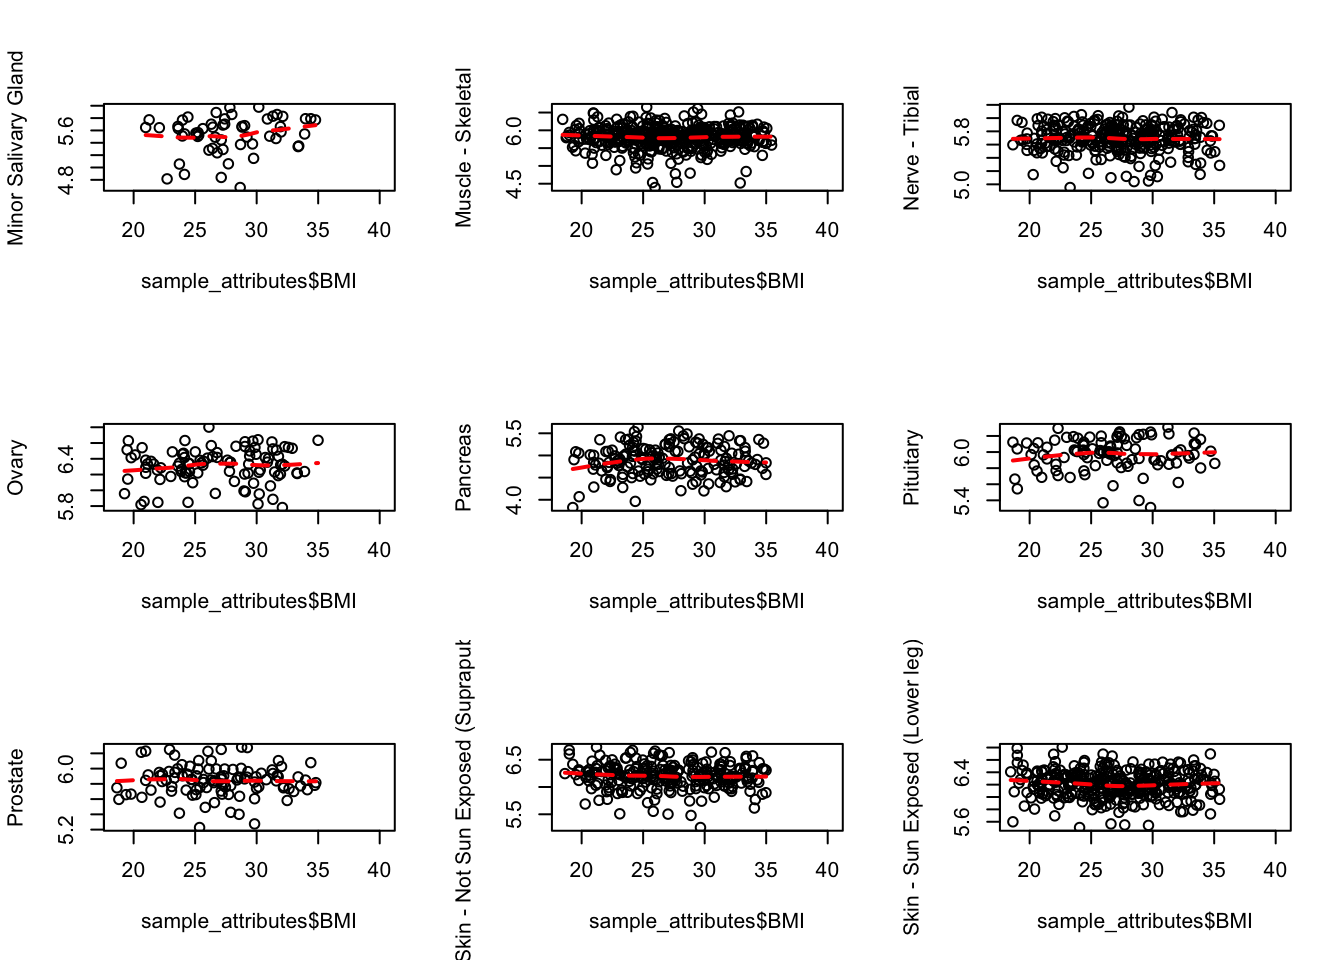 Minor Salivary Gland
4.8 5.6
20 25 30 35 40
sample_attributes$BMI
Muscle - Skeletal
4.5 6.0
20 25 30 35 40
sample_attributes$BMI
Nerve - Tibial
5.0 5.8
20 25 30 35 40
sample_attributes$BMI
Ovary
5.8 6.4
20 25 30 35 40
sample_attributes$BMI
Pancreas
4.0 5.5
20 25 30 35 40
sample_attributes$BMI
Pituitary
5.4 6.0
20 25 30 35 40
sample_attributes$BMI
Prostate
5.2 6.0
20 25 30 35 40
sample_attributes$BMI
Skin - Not Sun Exposed (Suprapub
5.5 6.5
20 25 30 35 40
sample_attributes$BMI
Skin - Sun Exposed (Lower leg)
5.6 6.4
20 25 30 35 40
sample_attributes$BMI